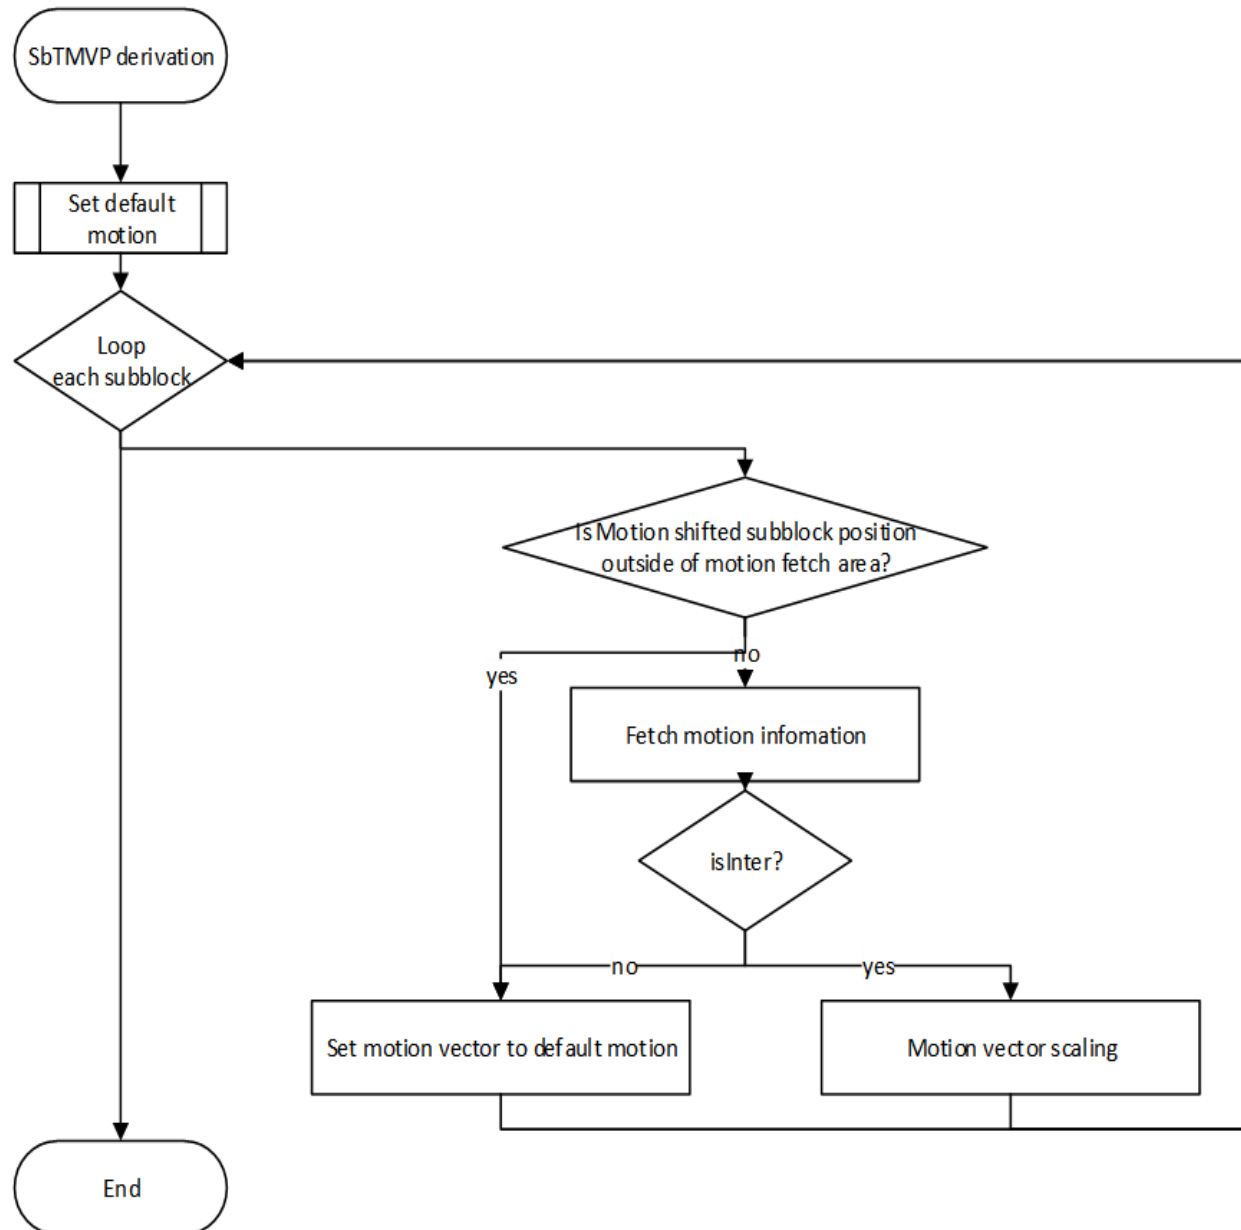 SbTMVP derivation
Set default
motion
Loop
each subblock
Is Motion shifted subblock position
outside of motion fetch area?
no
yes
Fetch motion infomation
isInter?
no
yes
Set motion vector to default motion
Motion vector scaling
End